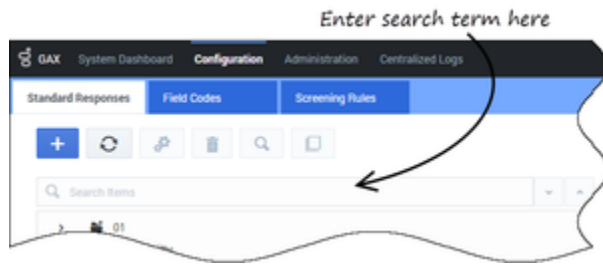 Enter search term here
GAX System Dashboard Configuration Administration Centralized Logs
Standard Responses Field Codes Screening Rules
Search Items
01